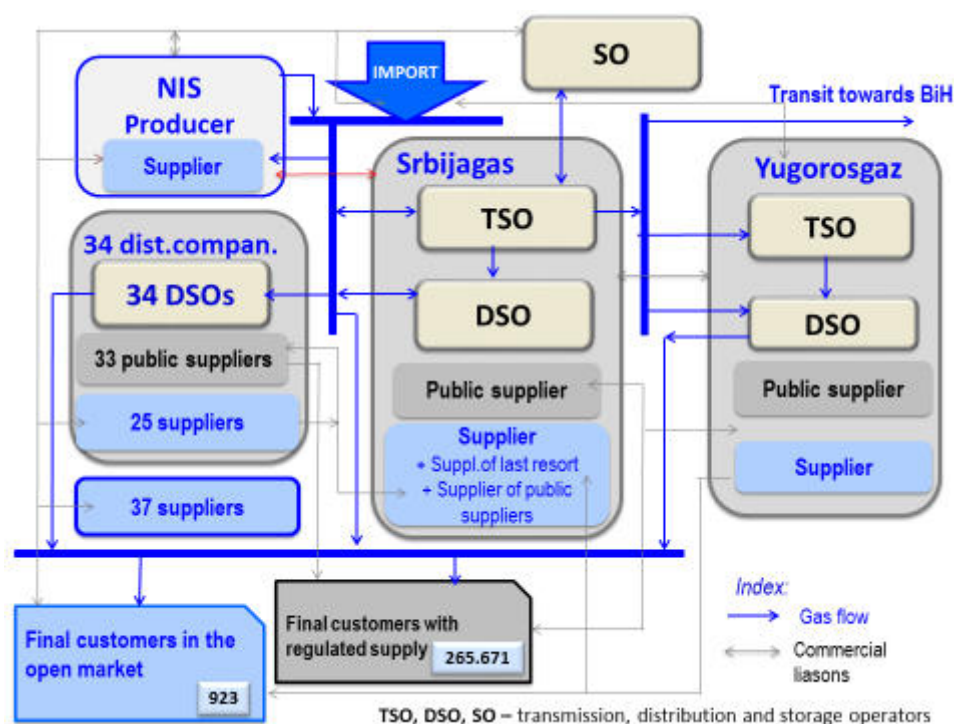 SO
IMPORT
NIS
Producer
Supplier
Transit towards BiH
Srbijagas
TSO
DSO
Public supplier
Supplier
+ Suppl.of last resort
+ Supplier of public
suppliers
Yugorosgaz
TSO
DSO
Public supplier
Supplier
34 dist.compan.
34 DSOs
33 public suppliers
25 suppliers
37 suppliers
Final customers in the
open market
923
Final customers with
regulated supply
265.671
Index:
Gas flow
Commercial
liasons
TSO, DSO, SO – transmission, distribution and storage operators